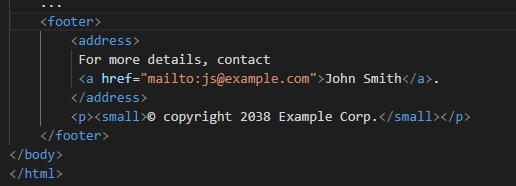 ...
<footer>
<address>
For more details, contact
<a href="mailto:js@example.com">John Smith</a>.
</address>
<p><small>© copyright 2038 Example Corp.</small></p>
</footer>
</body>
</html>